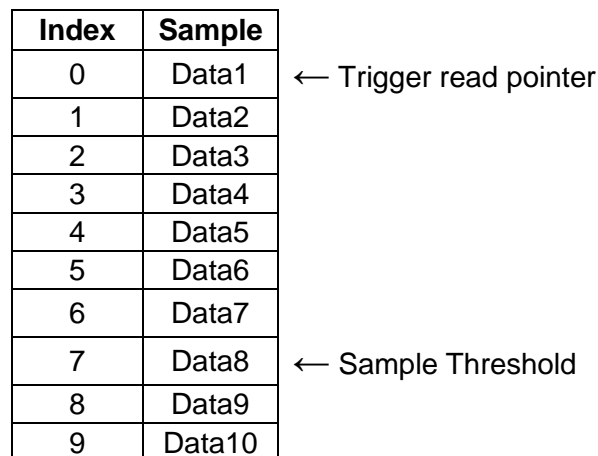 Index Sample
0 Data1 ← Trigger read pointer
1 Data2
2 Data3
3 Data4
4 Data5
5 Data6
6 Data7
7 Data8 ← Sample Threshold
8 Data9
9 Data10